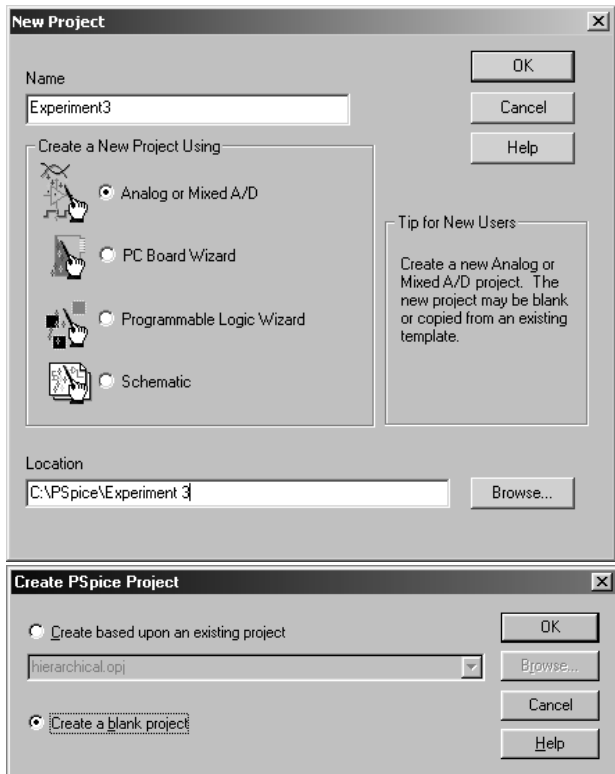 New Project
Name
Experiment3
OK
Cancel
Help
Create a New Project Using
Analog or Mixed A/D
PC Board Wizard
Programmable Logic Wizard
Schematic
Tip for New Users
Create a new Analog or
Mixed A/D project. The
new project may be blank
or copied from an existing
template.
Location
C:\PSpice\Experiment 3
Browse...
Create PSpice Project
Create based upon an existing project
hierarchical.opj
Create a blank project
OK
Browse...
Cancel
Help